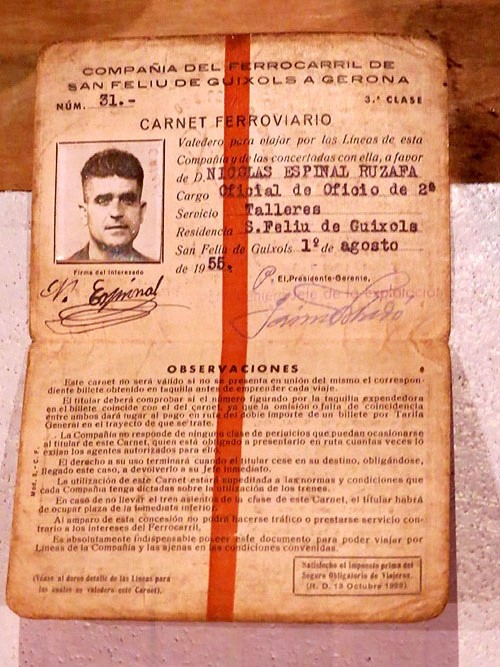 COMPAÑIA DEL FERROCARRIL DE
SAN FELIU DE GUIXOLS A GERONA
NÚM. 31.- 3.ª CLASE
CARNET FERROVIARIO
Valedero para viajar por las Líneas de esta
Compañía y de las concertadas con ella, a favor
de D. NICOLAS ESPINAL RUZAFA
Cargo Oficial de Oficio de 2ª
Servicio Talleres
Residencia S.Feliu de Guixols
San Feliu de Guixols 1º de agosto
de 1955.
Firma del Interesado
P. El Presidente-Gerente,
N. Espinal
OBSERVACIONES
Este carnet no será válido si no se presenta en unión del mismo el correspon-
diente billete obtenido en taquilla antes de emprender cada viaje.
El titular deberá comprobar si el número figurado por la taquilla expendedora
en el billete coincide con el del carnet, ya que la omisión o falta de coincidencia
entre ambos dará lugar al pago en ruta del doble importe de un billete por Tarifa
General en el trayecto de que se trate.
La Compañía no responde de ninguna clase de perjuicios que puedan ocasionarse
al titular de este Carnet, quien está obligado a presentarlo en ruta cuantas veces lo
exijan los agentes autorizados para ello.
El derecho a su uso terminará cuando el titular cese en su destino, obligándose,
llegado este caso, a devolverlo a su Jefe inmediato.
La utilización de este Carnet estará supeditada a las normas y condiciones que
cada Compañía tenga dictadas sobre la utilización de los trenes.
En caso de no llevar el tren asientos de la clase de este Carnet, el titular habrá
de ocupar plaza de la inmediata inferior.
Al amparo de esta concesión no podrá hacerse tráfico o prestarse servicio con-
trario a los intereses del Ferrocarril.
Es absolutamente indispensable poseer este documento para poder viajar por
Líneas de la Compañía y las ajenas en las condiciones convenidas.
(Véase al dorso detalle de las Líneas para
las cuales es valedero este Carnet).
Satisfecho el impuesto prima del
Seguro Obligatorio de Viajeros.
(R. D. 13 Octubre 1928)